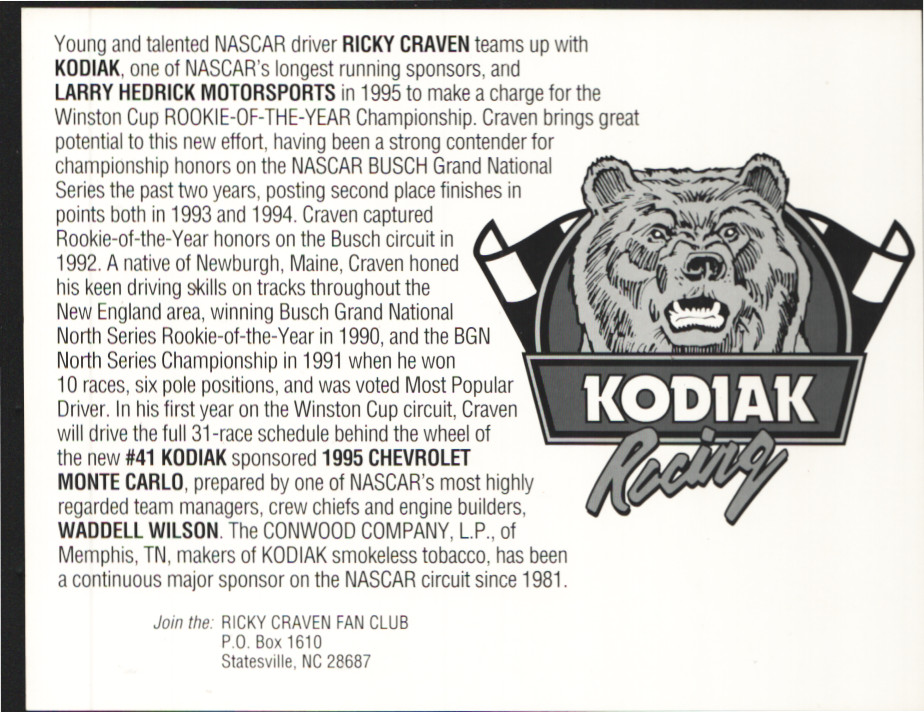 Young and talented NASCAR driver RICKY CRAVEN teams up with
KODIAK, one of NASCAR's longest running sponsors, and
LARRY HEDRICK MOTORSPORTS in 1995 to make a charge for the
Winston Cup ROOKIE-OF-THE-YEAR Championship. Craven brings great
potential to this new effort, having been a strong contender for
championship honors on the NASCAR BUSCH Grand National
Series the past two years, posting second place finishes in
points both in 1993 and 1994. Craven captured
Rookie-of-the-Year honors on the Busch circuit in
1992. A native of Newburgh, Maine, Craven honed
his keen driving skills on tracks throughout the
New England area, winning Busch Grand National
North Series Rookie-of-the-Year in 1990, and the BGN
North Series Championship in 1991 when he won
10 races, six pole positions, and was voted Most Popular
Driver. In his first year on the Winston Cup circuit, Craven
will drive the full 31-race schedule behind the wheel of
the new #41 KODIAK sponsored 1995 CHEVROLET
MONTE CARLO, prepared by one of NASCAR's most highly
regarded team managers, crew chiefs and engine builders,
WADDELL WILSON. The CONWOOD COMPANY, L.P., of
Memphis, TN, makers of KODIAK smokeless tobacco, has been
a continuous major sponsor on the NASCAR circuit since 1981.
Join the: RICKY CRAVEN FAN CLUB
P.O. Box 1610
Statesville, NC 28687
KODIAK
Racing